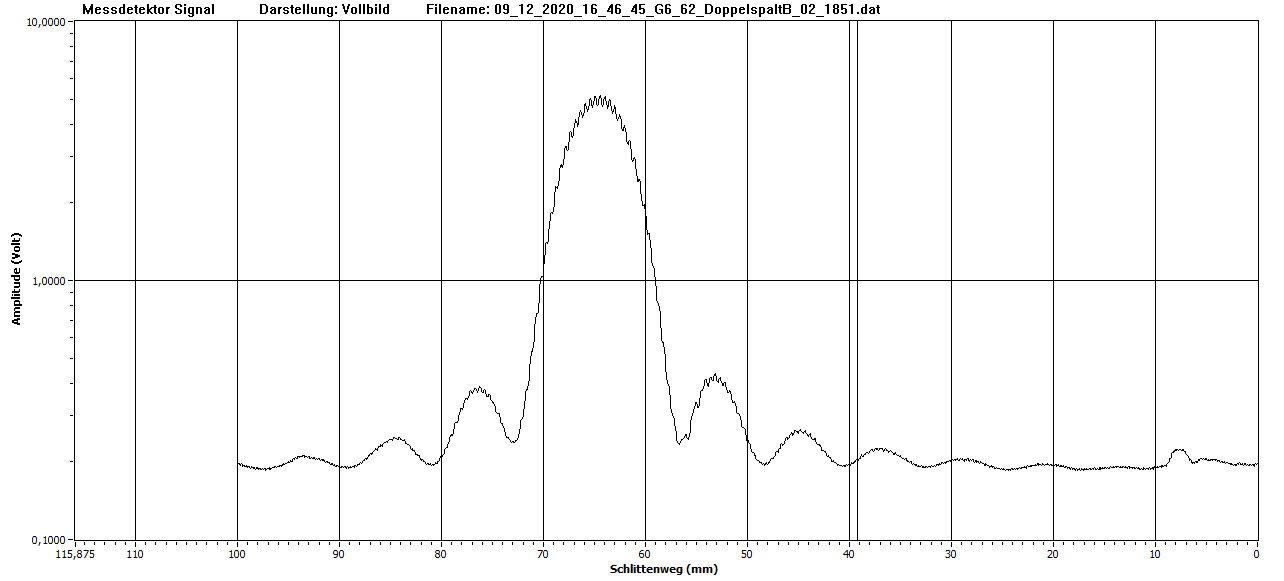 Messdetektor Signal Darstellung: Vollbild Filename: 09_12_2020_16_46_45_G6_62_DoppelspaltB_02_1851.dat
10,0000
1,0000
0,1000
Amplitude (Volt)
115,875 110 100 90 80 70 60 50 40 30 20 10 0
Schlittenweg (mm)